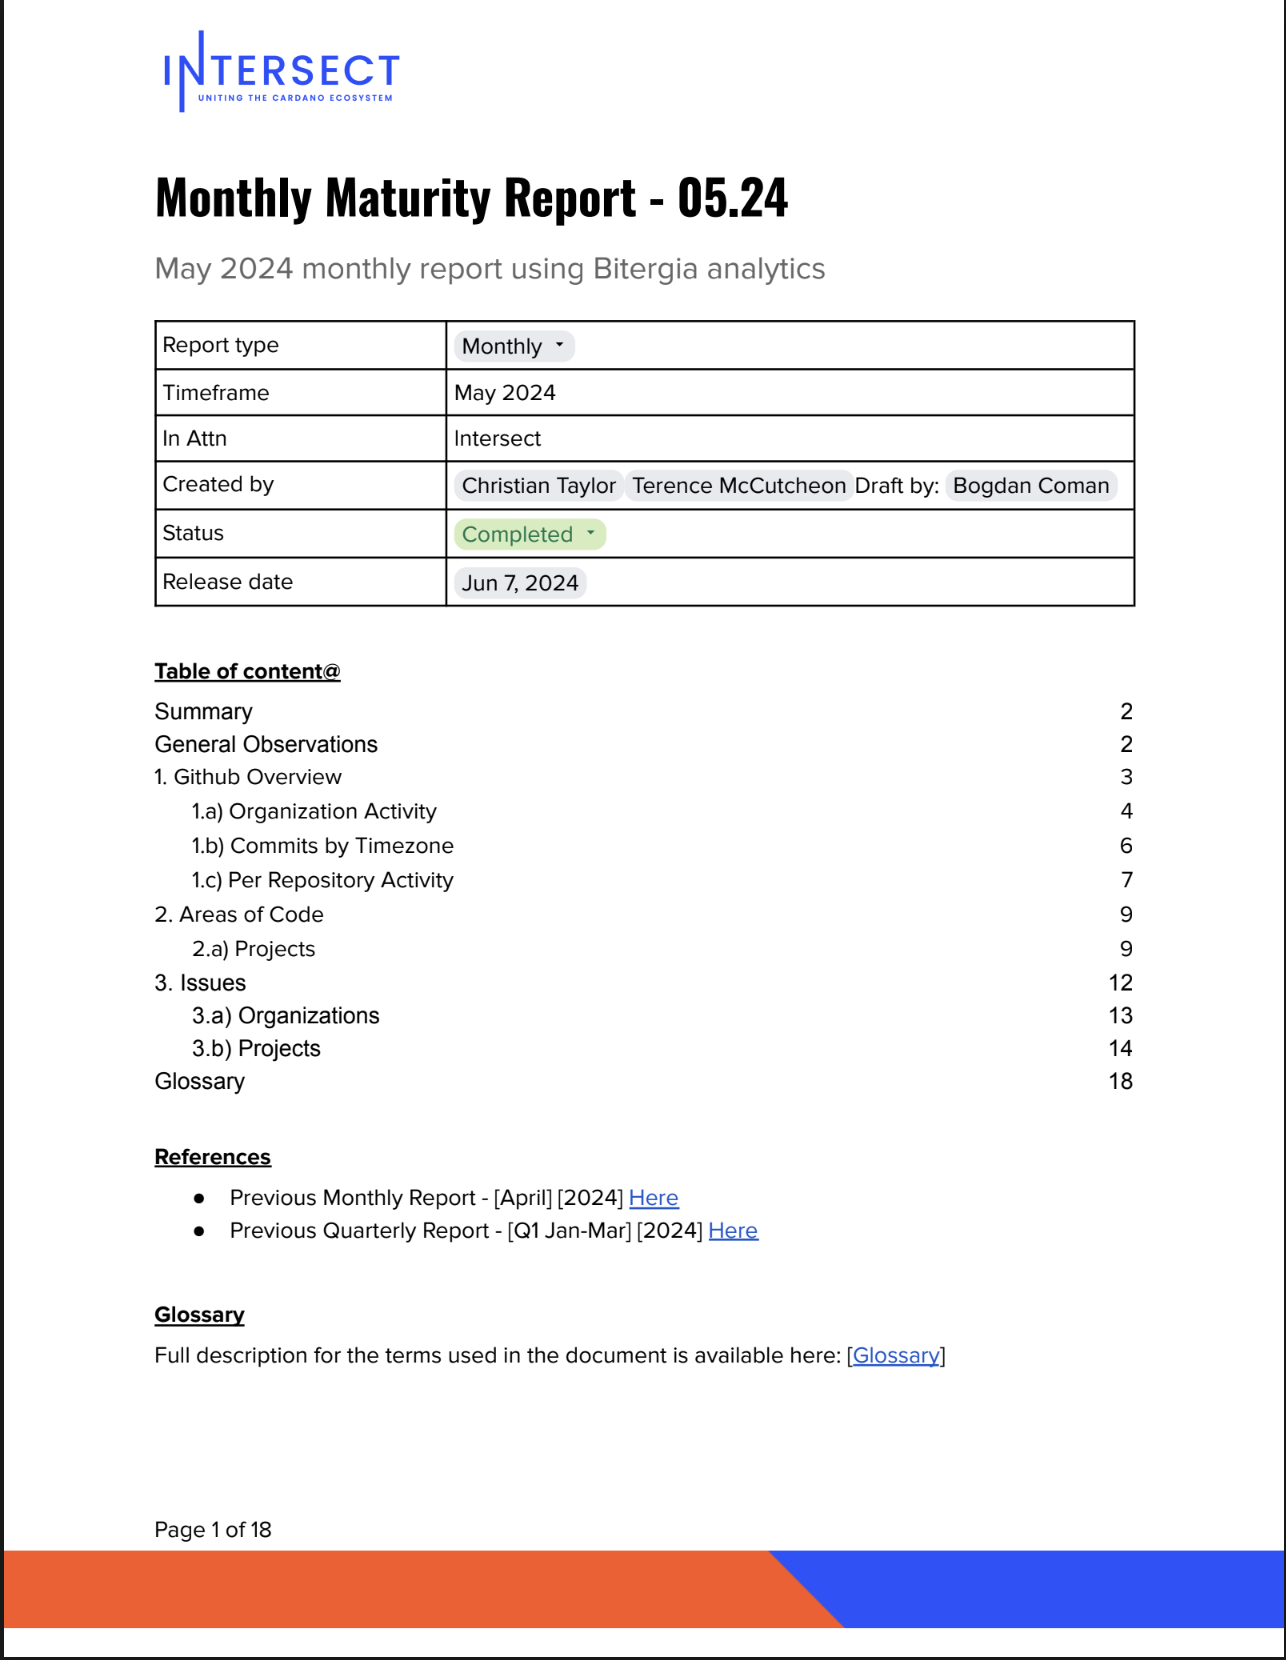 INTERSECT
UNITING THE CARDANO ECOSYSTEM
Monthly Maturity Report - 05.24
May 2024 monthly report using Bitergia analytics
Report type Monthly
Timeframe May 2024
In Attn Intersect
Created by Christian Taylor Terence McCutcheon Draft by: Bogdan Coman
Status Completed
Release date Jun 7, 2024
Table of content@
Summary 2
General Observations 2
1. Github Overview 3
1.a) Organization Activity 4
1.b) Commits by Timezone 6
1.c) Per Repository Activity 7
2. Areas of Code 9
2.a) Projects 9
3. Issues 12
3.a) Organizations 13
3.b) Projects 14
Glossary 18
References
● Previous Monthly Report - [April] [2024] Here
● Previous Quarterly Report - [Q1 Jan-Mar] [2024] Here
Glossary
Full description for the terms used in the document is available here: [Glossary]
Page 1 of 18